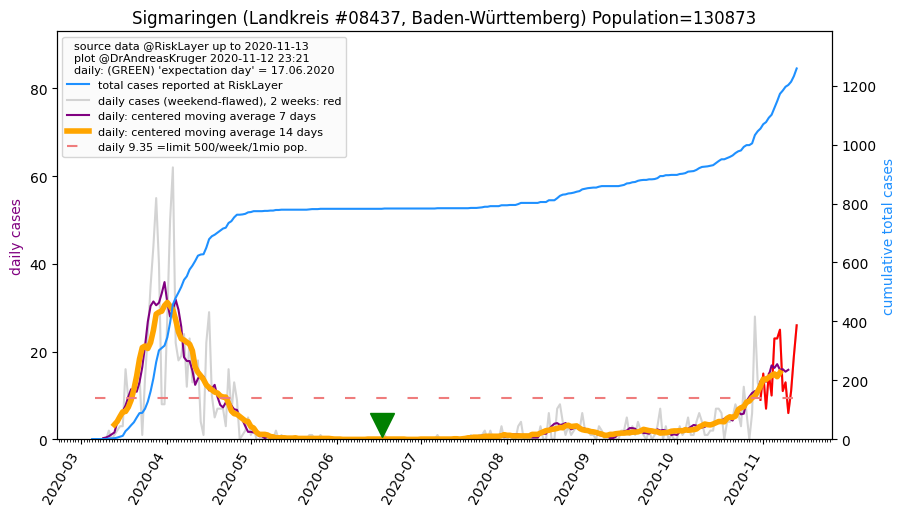 Sigmaringen (Landkreis #08437, Baden-Württemberg) Population=130873
source data @RiskLayer up to 2020-11-13
plot @DrAndreasKruger 2020-11-12 23:21
daily: (GREEN) 'expectation day' = 17.06.2020
total cases reported at RiskLayer
daily cases (weekend-flawed), 2 weeks: red
daily: centered moving average 7 days
daily: centered moving average 14 days
daily 9.35 =limit 500/week/1mio pop.
daily cases
80
60
40
20
0
cumulative total cases
1200
1000
800
600
400
200
0
2020-03
2020-04
2020-05
2020-06
2020-07
2020-08
2020-09
2020-10
2020-11